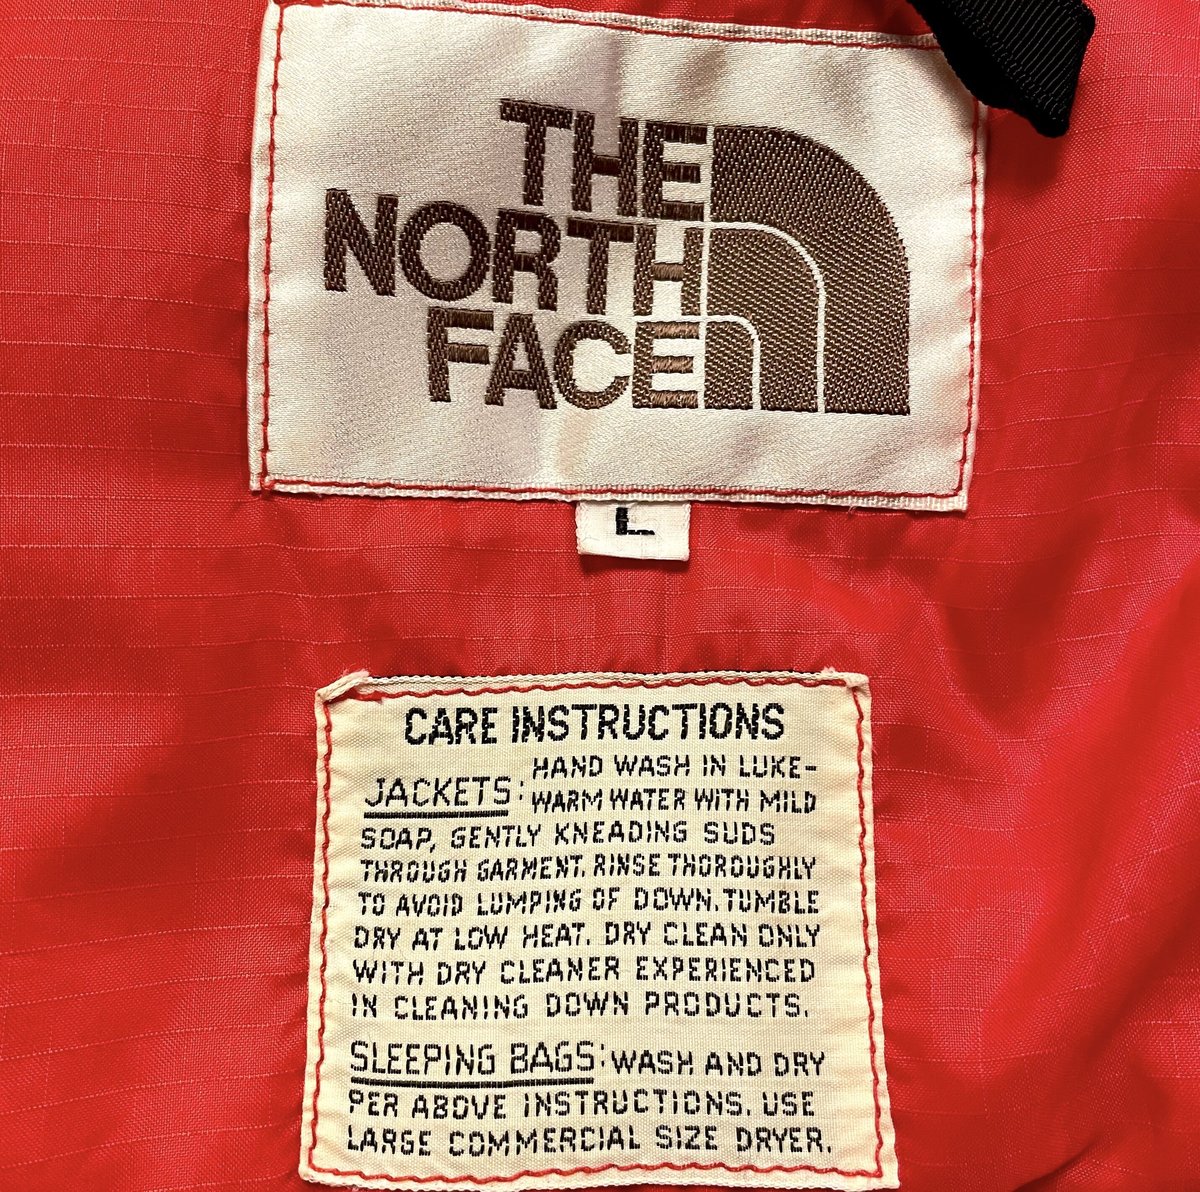 THE
NORTH
FACE
L
CARE INSTRUCTIONS
JACKETS: HAND WASH IN LUKE-
WARM WATER WITH MILD
SOAP, GENTLY KNEADING SUDS
THROUGH GARMENT. RINSE THOROUGHLY
TO AVOID LUMPING OF DOWN. TUMBLE
DRY AT LOW HEAT. DRY CLEAN ONLY
WITH DRY CLEANER EXPERIENCED
IN CLEANING DOWN PRODUCTS.
SLEEPING BAGS: WASH AND DRY
PER ABOVE INSTRUCTIONS. USE
LARGE COMMERCIAL SIZE DRYER.